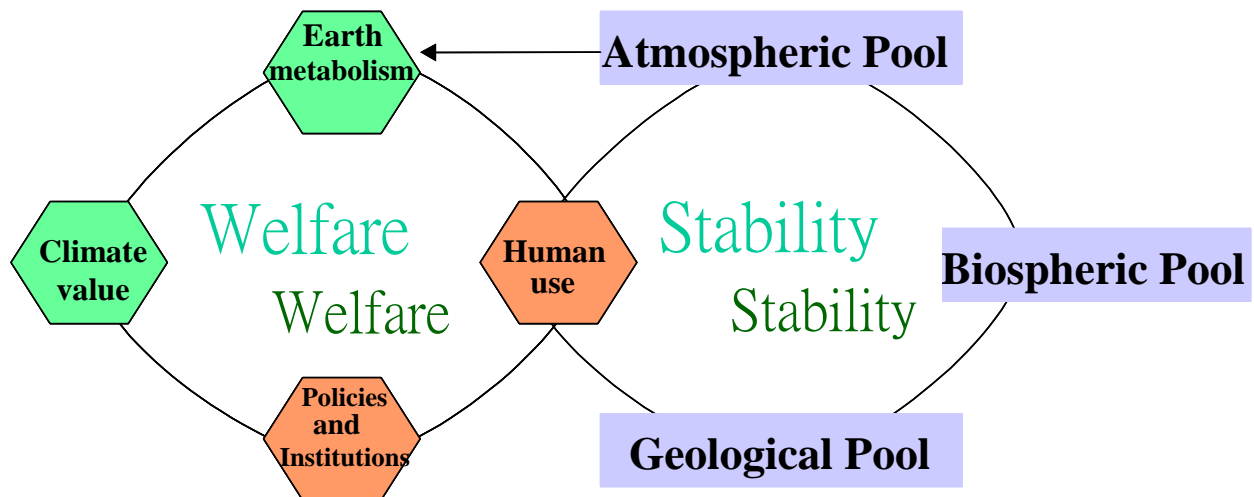 Earth
metabolism
Atmospheric Pool
Climate
value
Welfare
Welfare
Human
use
Stability
Stability
Biospheric Pool
Policies
and
Institutions
Geological Pool